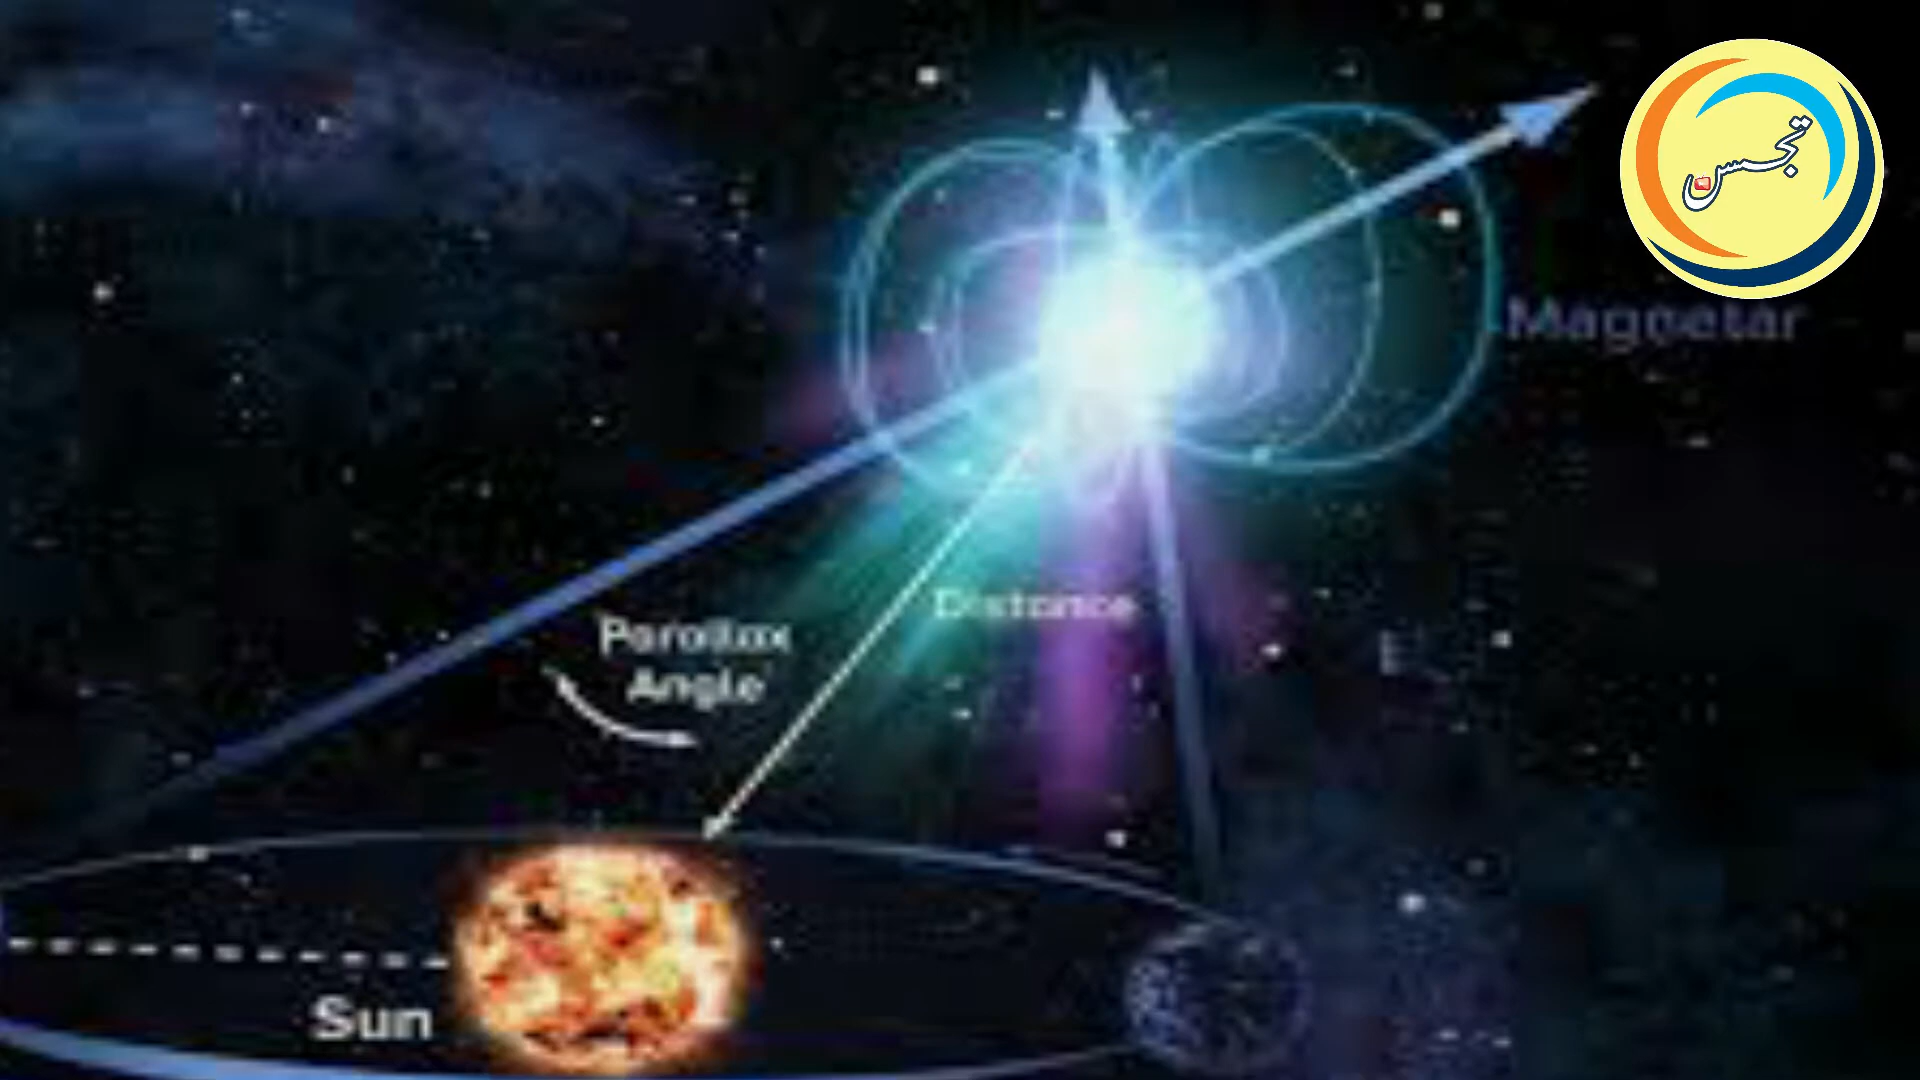 تجسس
Magnetar
Distance
Parallax
Angle
Sun